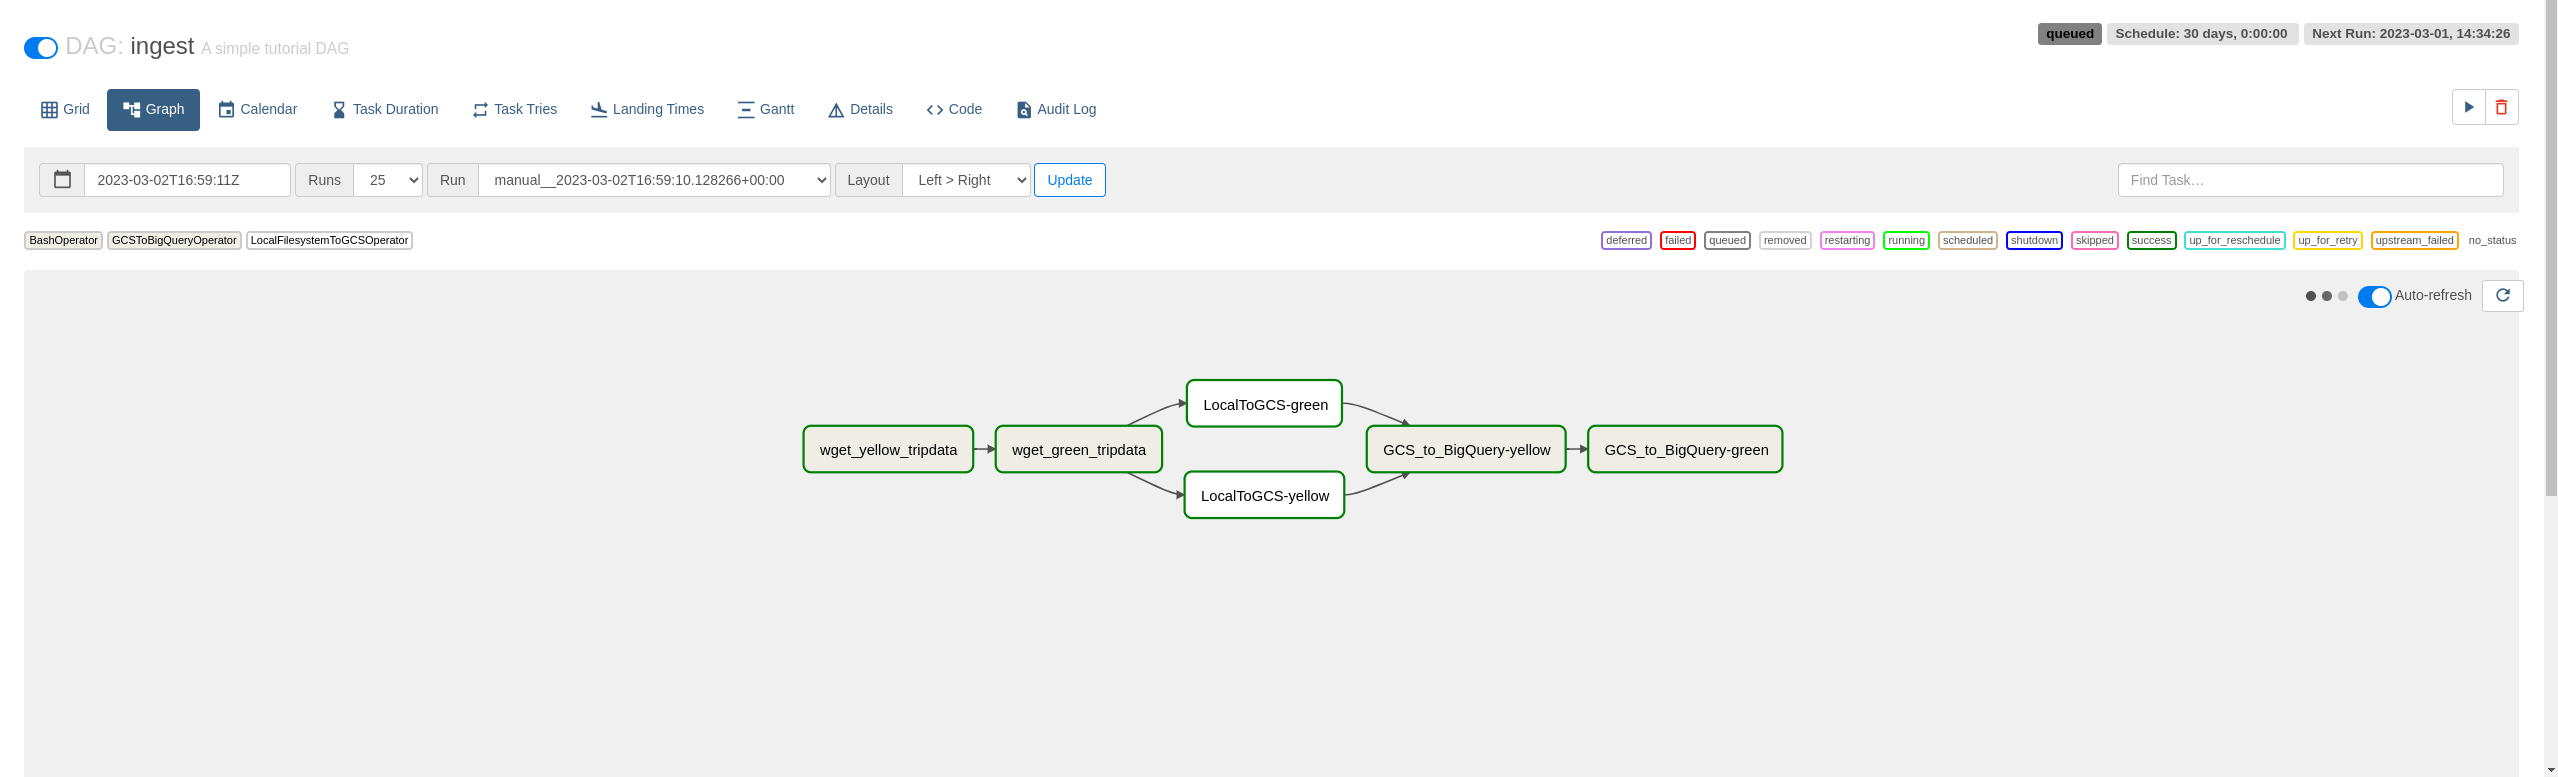 DAG: ingest A simple tutorial DAG
queued Schedule: 30 days, 0:00:00 Next Run: 2023-03-01, 14:34:26
Grid Graph Calendar Task Duration Task Tries Landing Times Gantt Details Code Audit Log
2023-03-02T16:59:11Z Runs 25 Run manual__2023-03-02T16:59:10.128266+00:00 Layout Left > Right Update Find Task…
BashOperator GCSToBigQueryOperator LocalFilesystemToGCSOperator
deferred failed queued removed restarting running scheduled shutdown skipped success up_for_reschedule up_for_retry upstream_failed no_status
Auto-refresh
LocalToGCS-green
wget_yellow_tripdata wget_green_tripdata GCS_to_BigQuery-yellow GCS_to_BigQuery-green
LocalToGCS-yellow